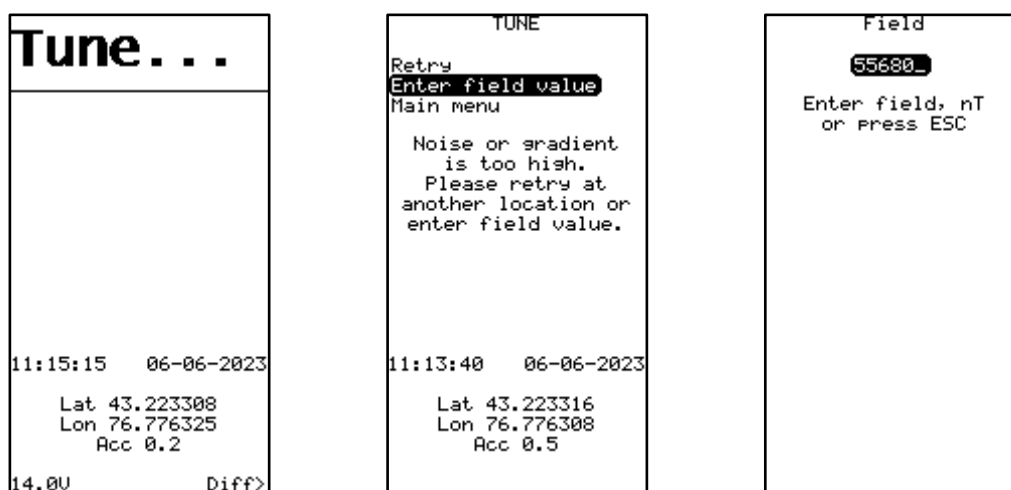 Tune...
11:15:15 06-06-2023
Lat 43.223308
Lon 76.776325
Acc 0.2
14.0V Diff>
TUNE
Retry
Enter field value
Main menu
Noise or gradient
is too high.
Please retry at
another location or
enter field value.
11:13:40 06-06-2023
Lat 43.223316
Lon 76.776308
Acc 0.5
Field
55680_
Enter field, nT
or press ESC